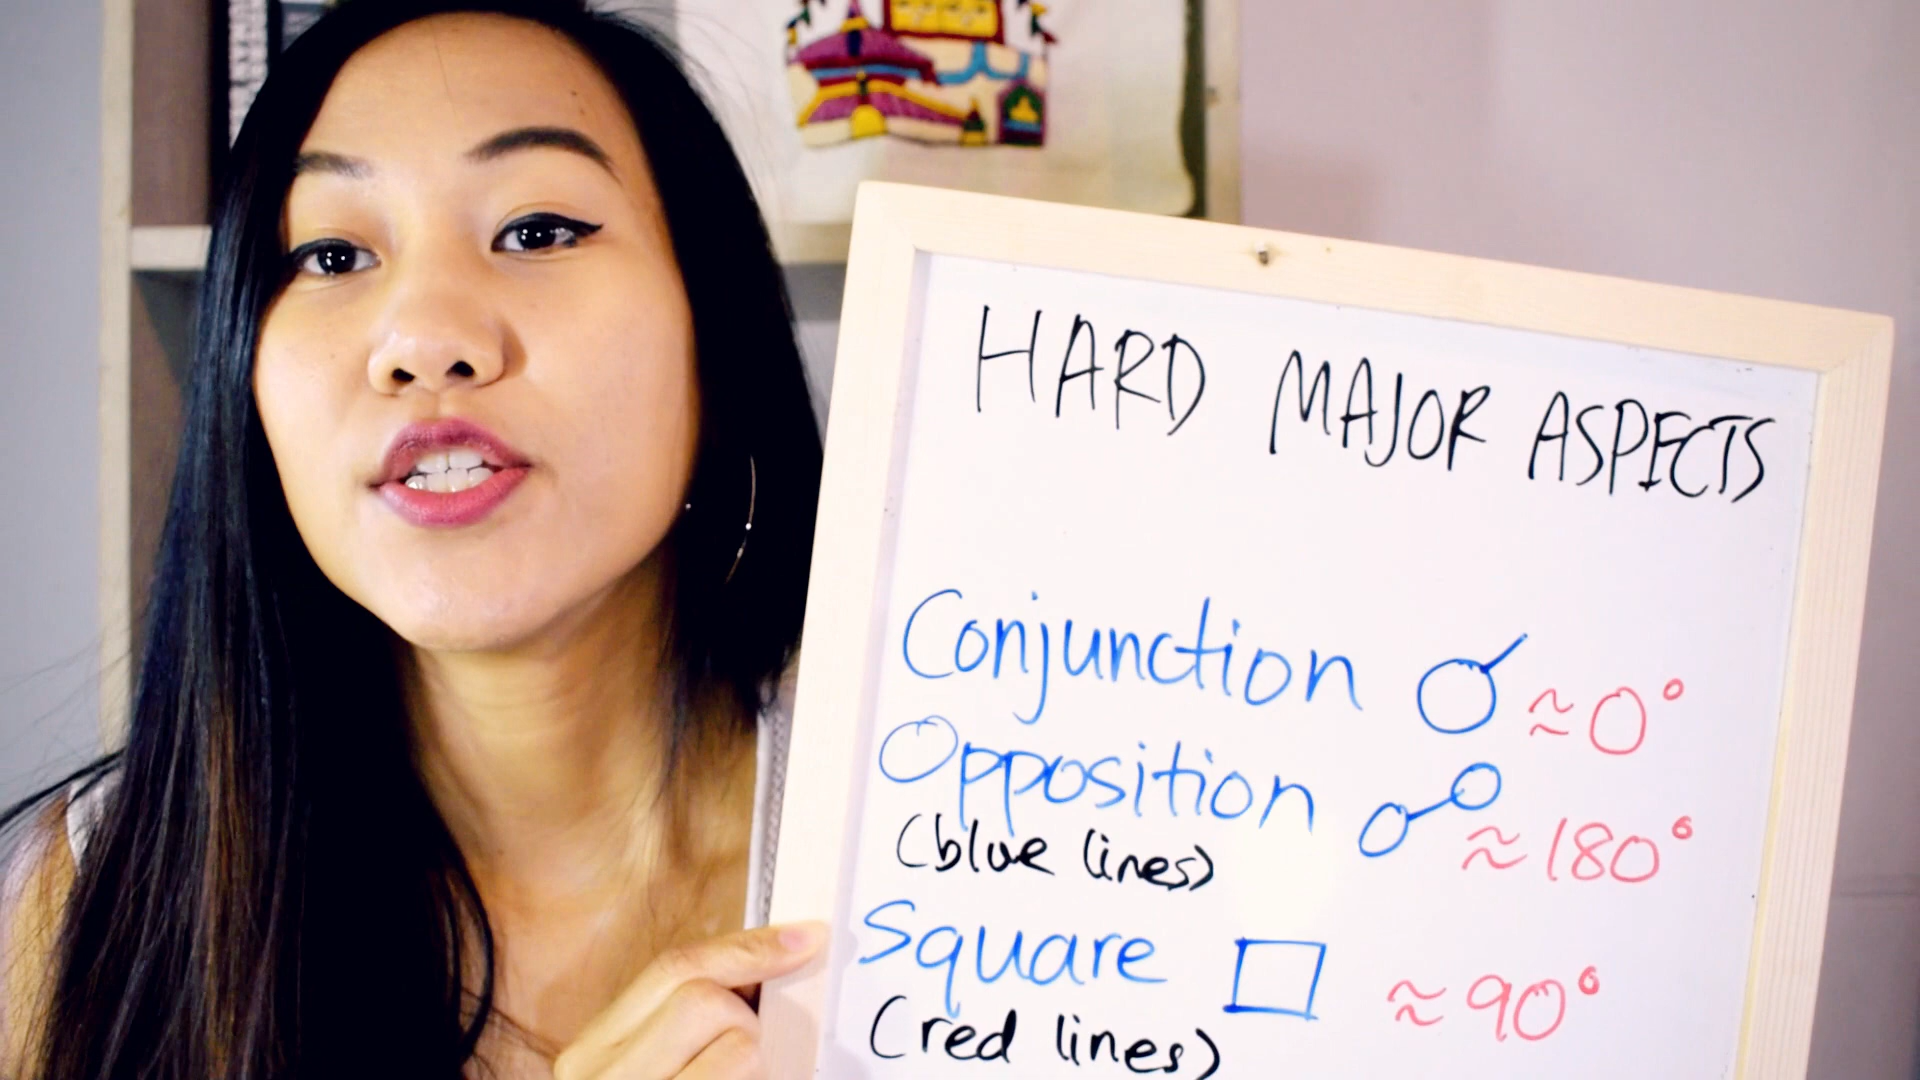 HARD MAJOR ASPECTS
Conjunction ☌ ≈0°
Opposition ☍ ≈180°
(blue lines)
Square □ ≈90°
(red lines)